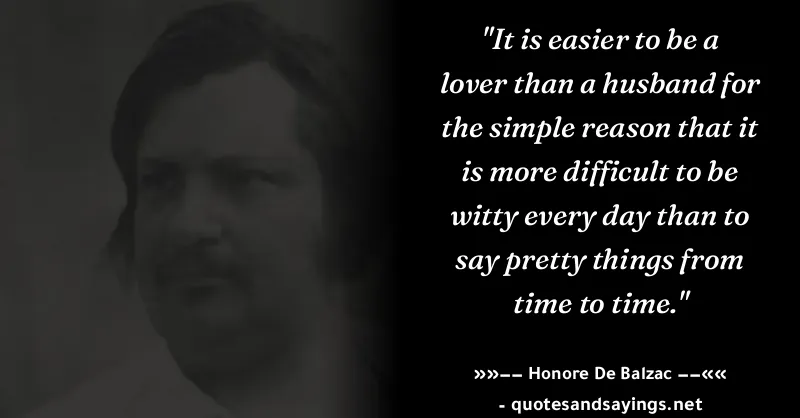 "It is easier to be a
lover than a husband for
the simple reason that it
is more difficult to be
witty every day than to
say pretty things from
time to time."
»»−− Honore De Balzac −−««
- quotesandsayings.net